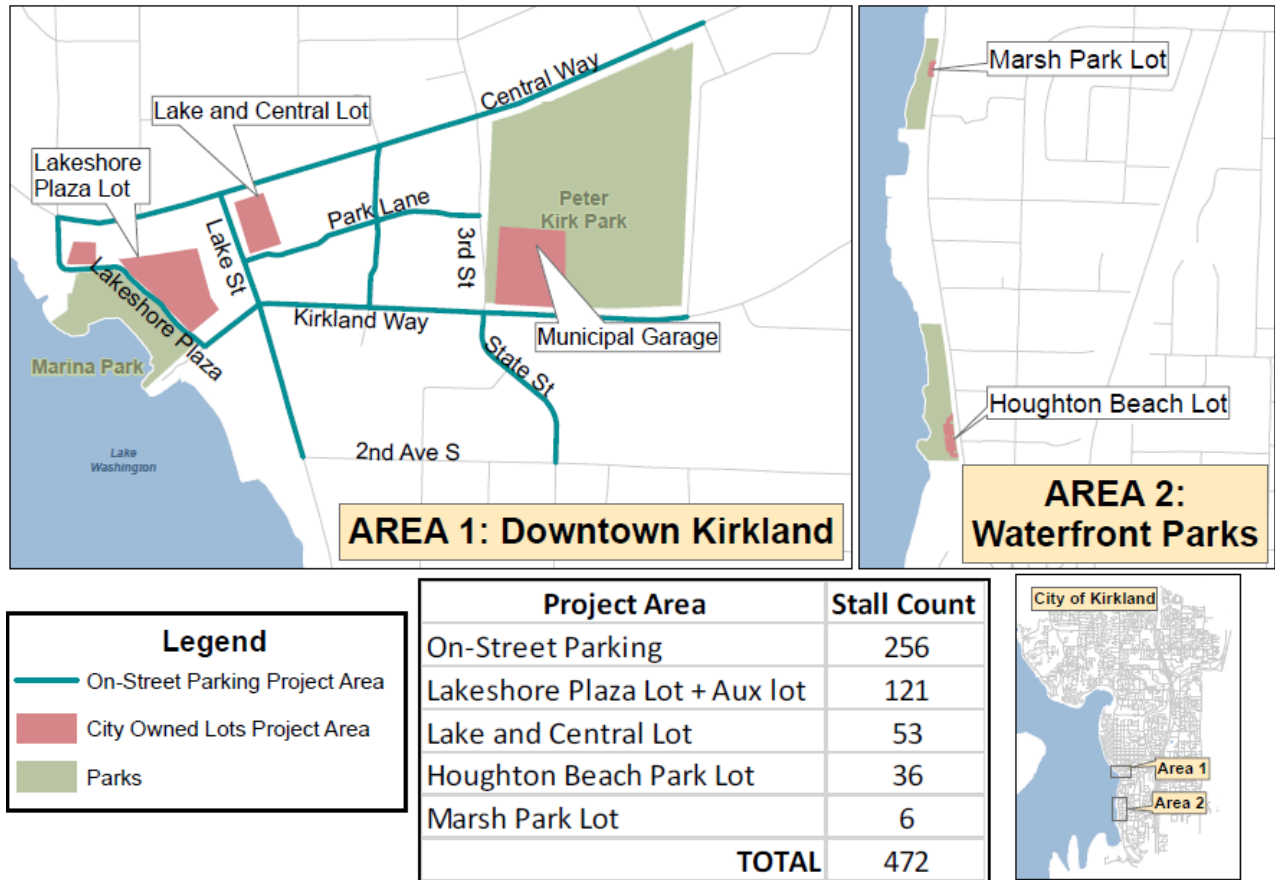 Central Way
Lake and Central Lot
Lakeshore
Plaza Lot
Park Lane
Lake St
3rd St
Peter
Kirk Park
Lakeshore Plaza
Kirkland Way
Municipal Garage
State St
Marina Park
Lake
Washington
2nd Ave S
AREA 1: Downtown Kirkland
Marsh Park Lot
Houghton Beach Lot
AREA 2:
Waterfront Parks
Legend
On-Street Parking Project Area
City Owned Lots Project Area
Parks
Project Area Stall Count
On-Street Parking 256
Lakeshore Plaza Lot + Aux lot 121
Lake and Central Lot 53
Houghton Beach Park Lot 36
Marsh Park Lot 6
TOTAL 472
City of Kirkland
Area 1
Area 2